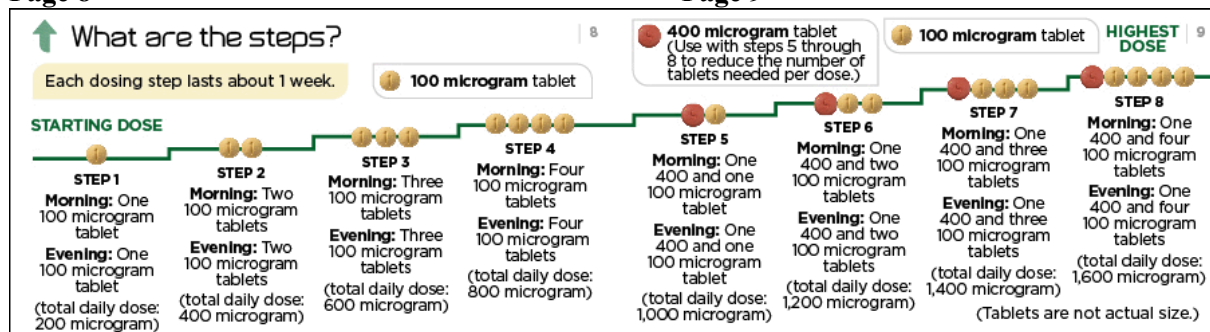 Page 8
Page 9
What are the steps?
8
Each dosing step lasts about 1 week.
100 microgram tablet
400 microgram tablet
(Use with steps 5 through
8 to reduce the number of
tablets needed per dose.)
100 microgram tablet
HIGHEST
DOSE
9
STARTING DOSE
STEP 1
Morning: One
100 microgram
tablet
Evening: One
100 microgram
tablet
(total daily dose:
200 microgram)
STEP 2
Morning: Two
100 microgram
tablets
Evening: Two
100 microgram
tablets
(total daily dose:
400 microgram)
STEP 3
Morning: Three
100 microgram
tablets
Evening: Three
100 microgram
tablets
(total daily dose:
600 microgram)
STEP 4
Morning: Four
100 microgram
tablets
Evening: Four
100 microgram
tablets
(total daily dose:
800 microgram)
STEP 5
Morning: One
400 and one
100 microgram
tablet
Evening: One
400 and one
100 microgram
tablet
(total daily dose:
1,000 microgram)
STEP 6
Morning: One
400 and two
100 microgram
tablets
Evening: One
400 and two
100 microgram
tablets
(total daily dose:
1,200 microgram)
STEP 7
Morning: One
400 and three
100 microgram
tablets
Evening: One
400 and three
100 microgram
tablets
(total daily dose:
1,400 microgram)
STEP 8
Morning: One
400 and four
100 microgram
tablets
Evening: One
400 and four
100 microgram
tablets
(total daily dose:
1,600 microgram)
(Tablets are not actual size.)